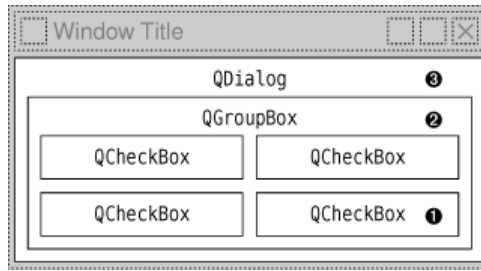 Window Title
QDialog ❸
QGroupBox ❷
QCheckBox QCheckBox
QCheckBox QCheckBox ❶